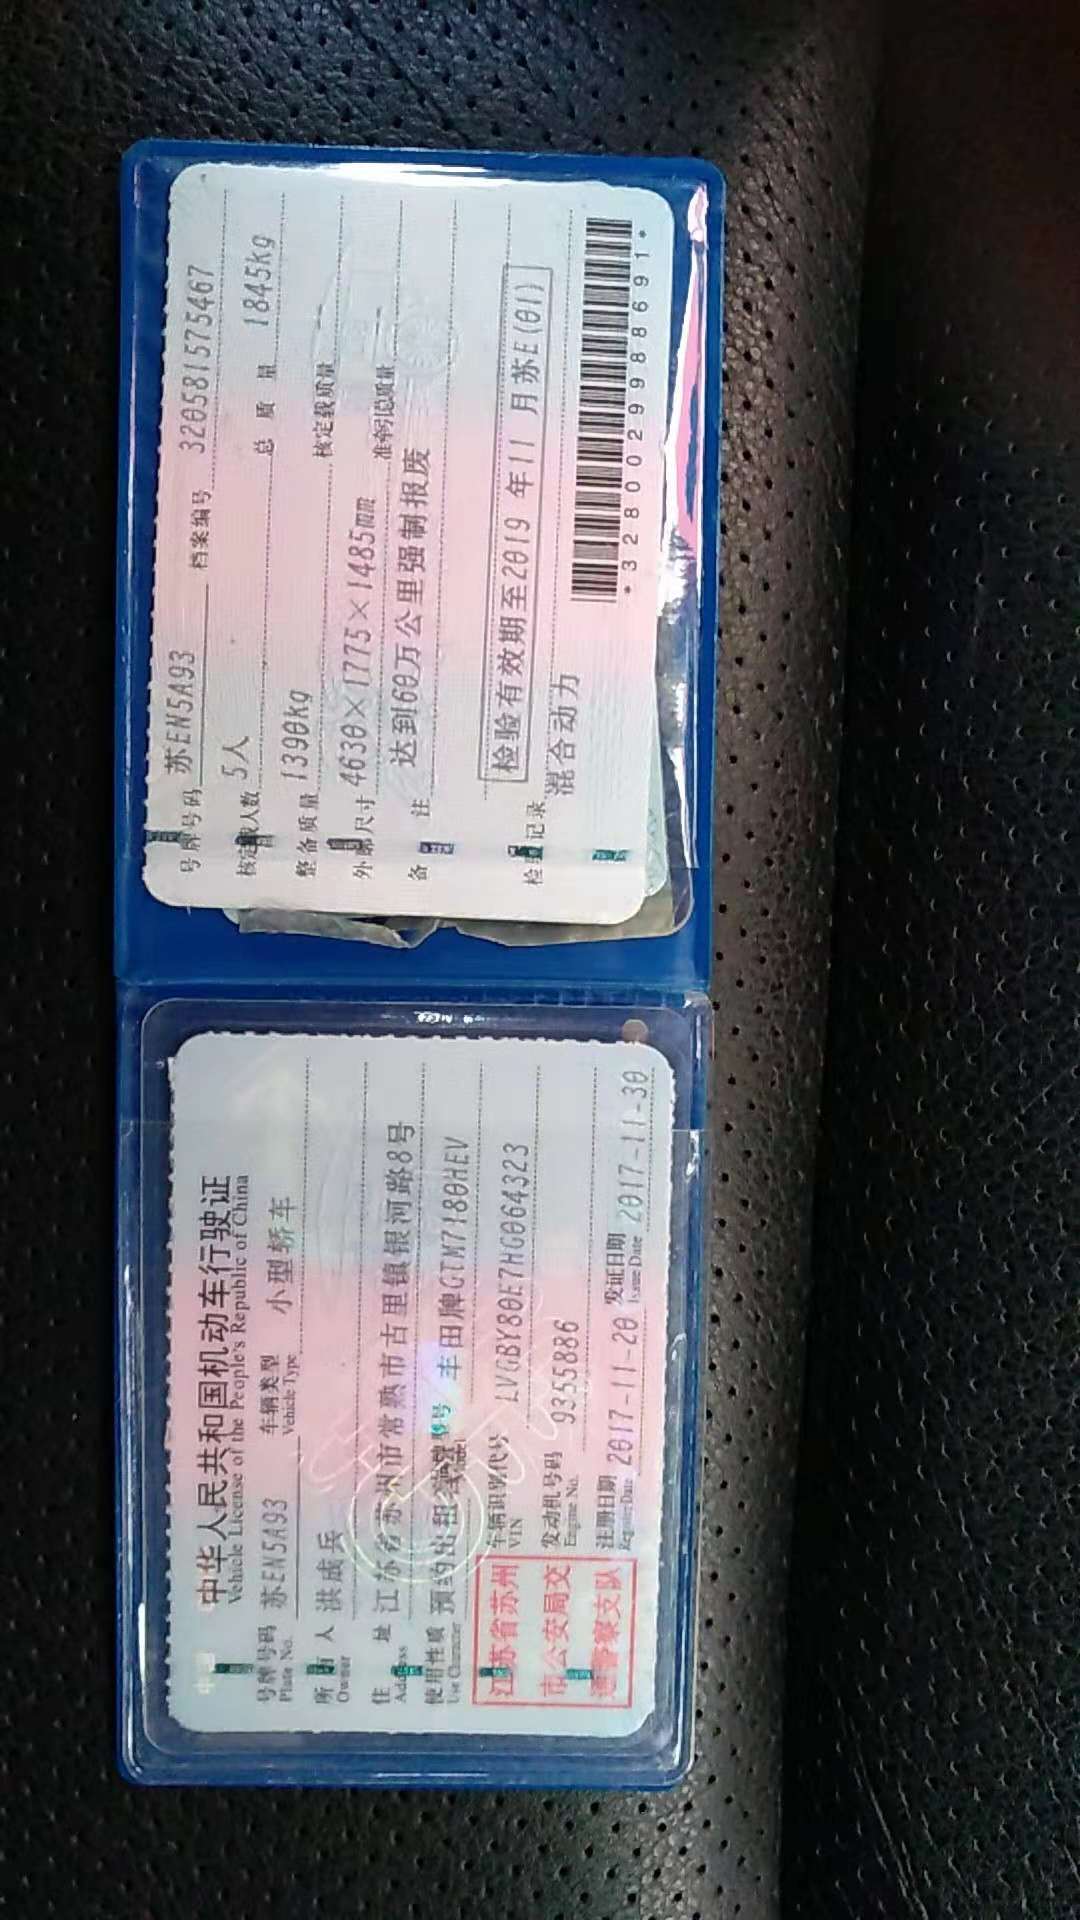 中华人民共和国机动车行驶证
Vehicle License of the People's Republic of China
号牌号码 苏EN5A93 车辆类型 小型轿车
Plate No. Vehicle Type
所有人 洪成兵
Owner
住址 江苏省苏州市常熟市古里镇银河路8号
Address
使用性质 预约出租客运 品牌型号 丰田牌GTM7180HEV
Use Character
江苏省苏州市公安局交通警察支队
车辆识别代号 LVGBY80E7HG064323
VIN
发动机号码 9355886
Engine No.
注册日期 2017-11-20 发证日期 2017-11-30
Register Date Issue Date
号牌号码 苏EN5A93 档案编号 320581575467
核定载人数 5人 总质量 1845kg
整备质量 1390kg 核定载质量
外廓尺寸 4630×1775×1485mm 准牵引总质量
备注 达到60万公里强制报废
检验有效期至2019年11月苏E(01)
检验记录
混合动力
*3280029988691*